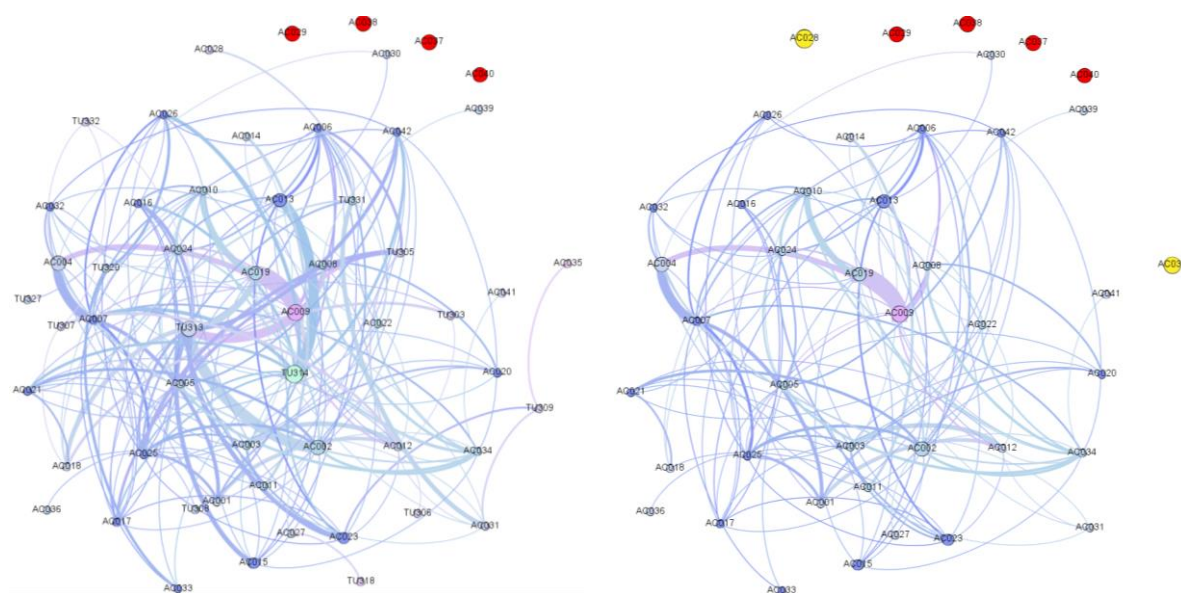 AC038
AC029
AC037
AC028
AC030
AC040
AC039
AC026
TU332
AC014
AC006
AC042
AC010
AC013
TU331
AC032
AC016
AC024
TU305
AC004
TU320
AC019
AC008
AC035
TU327
AC041
AC009
TU303
TU307
AC007
TU313
AC022
TU314
AC020
AC021
AC005
TU309
AC003
AC002
AC012
AC034
AC025
AC018
AC011
AC036
AC001
TU308
TU306
AC017
AC031
AC027
AC023
AC015
TU318
AC033
AC038
AC029
AC028
AC037
AC030
AC040
AC039
AC026
AC014
AC006
AC042
AC010
AC013
AC032
AC016
AC024
AC004
AC019
AC008
AC03
AC041
AC009
AC007
AC022
AC020
AC021
AC005
AC003
AC002
AC012
AC034
AC025
AC018
AC011
AC036
AC001
AC017
AC031
AC027
AC023
AC015
AC033